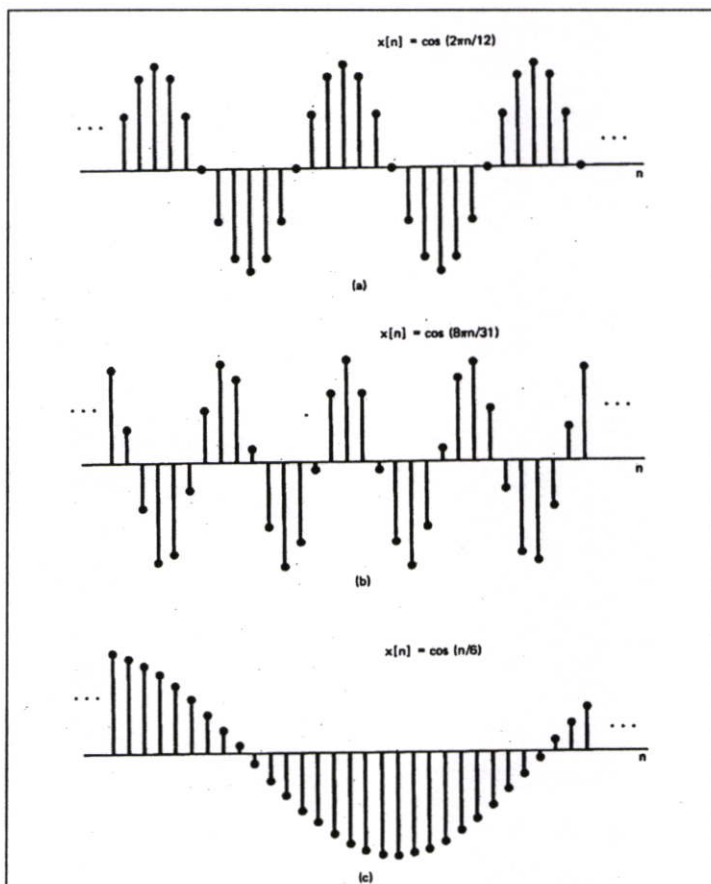 x[n] = cos (2πn/12)
... ...
n
(a)
x[n] = cos (8πn/31)
... ...
n
(b)
x[n] = cos (n/6)
... ...
n
(c)